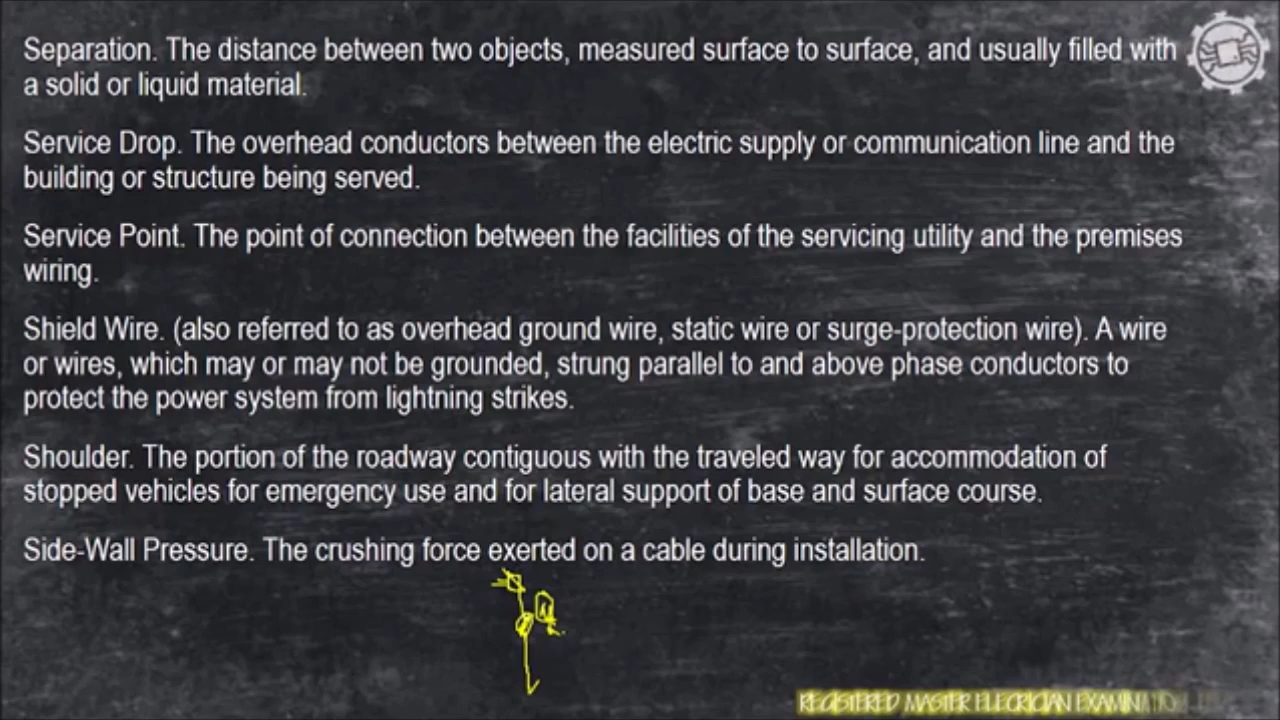 Separation. The distance between two objects, measured surface to surface, and usually filled with
a solid or liquid material.
Service Drop. The overhead conductors between the electric supply or communication line and the
building or structure being served.
Service Point. The point of connection between the facilities of the servicing utility and the premises
wiring.
Shield Wire. (also referred to as overhead ground wire, static wire or surge-protection wire). A wire
or wires, which may or may not be grounded, strung parallel to and above phase conductors to
protect the power system from lightning strikes.
Shoulder. The portion of the roadway contiguous with the traveled way for accommodation of
stopped vehicles for emergency use and for lateral support of base and surface course.
Side-Wall Pressure. The crushing force exerted on a cable during installation.
REGISTERED MASTER ELECRICIAN